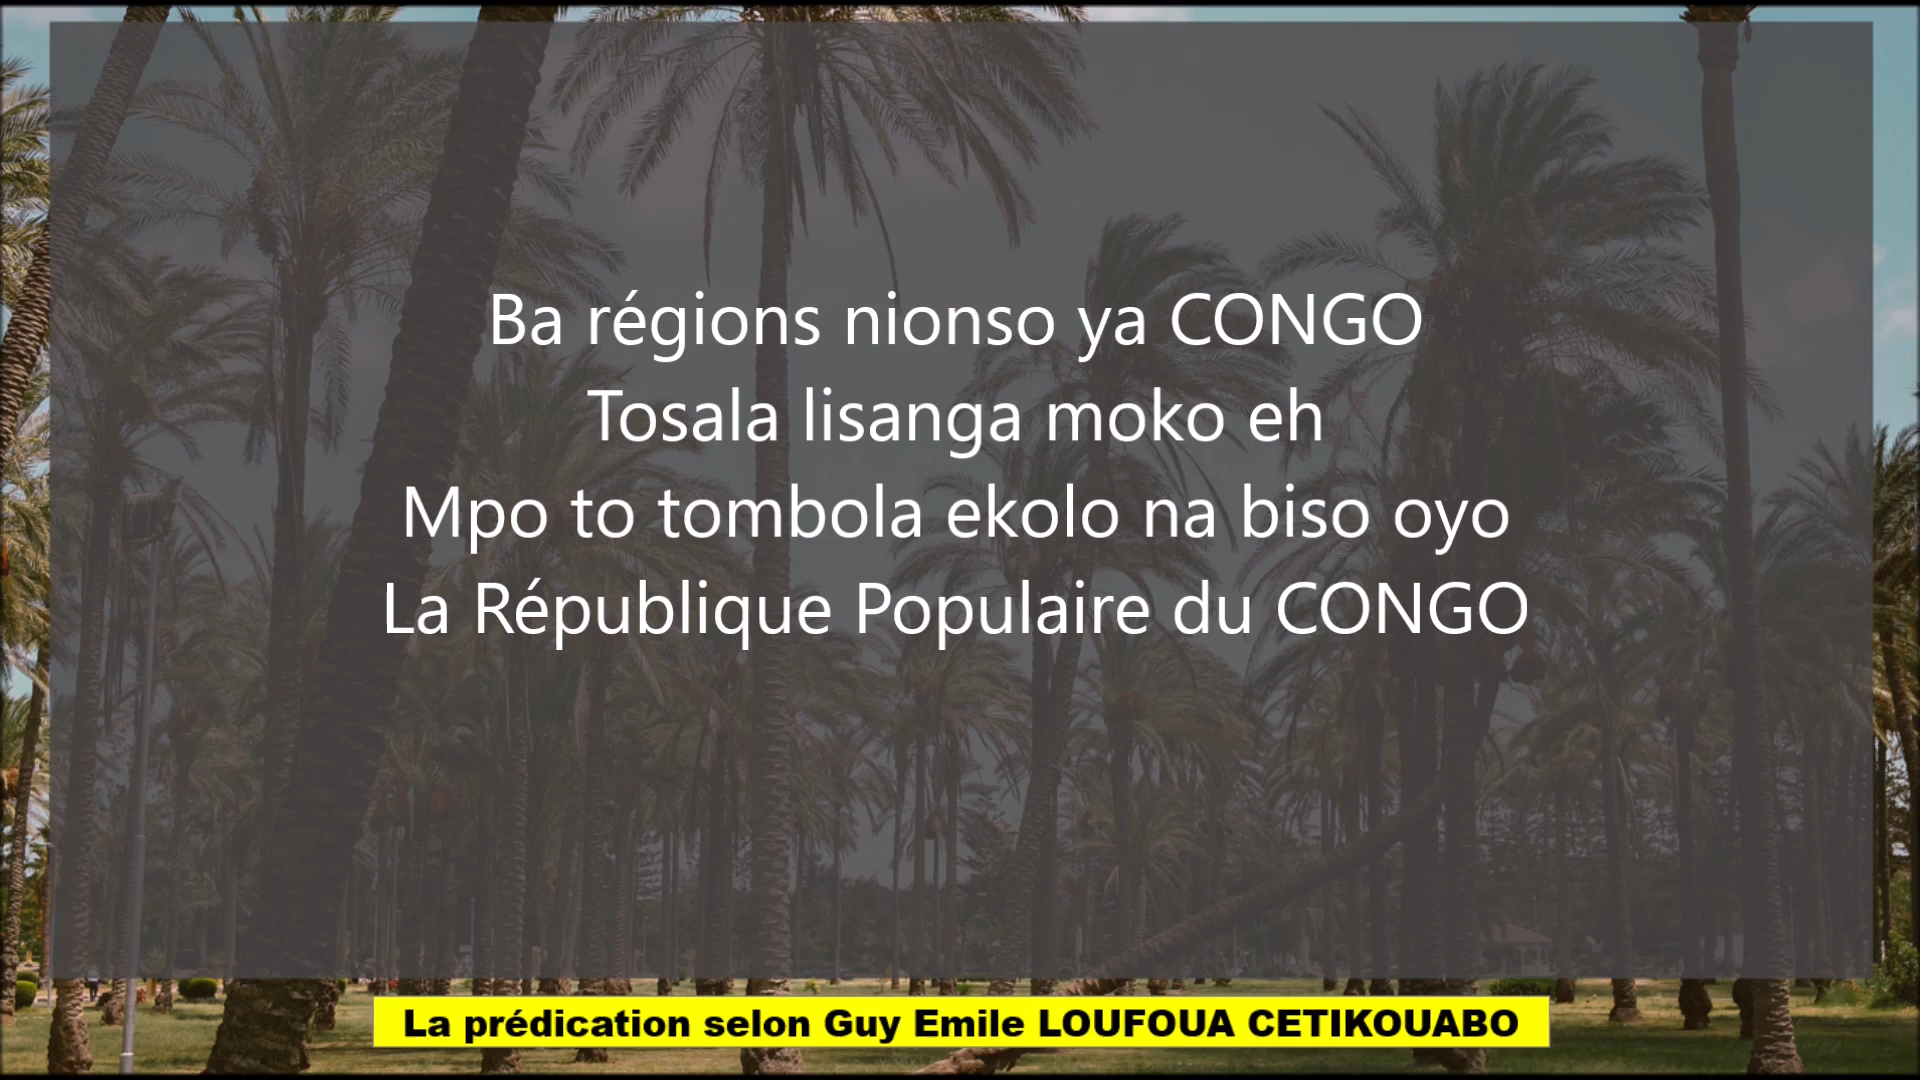 Ba régions nionso ya CONGO
Tosala lisanga moko eh
Mpo to tombola ekolo na biso oyo
La République Populaire du CONGO
La prédication selon Guy Emile LOUFOUA CETIKOUABO